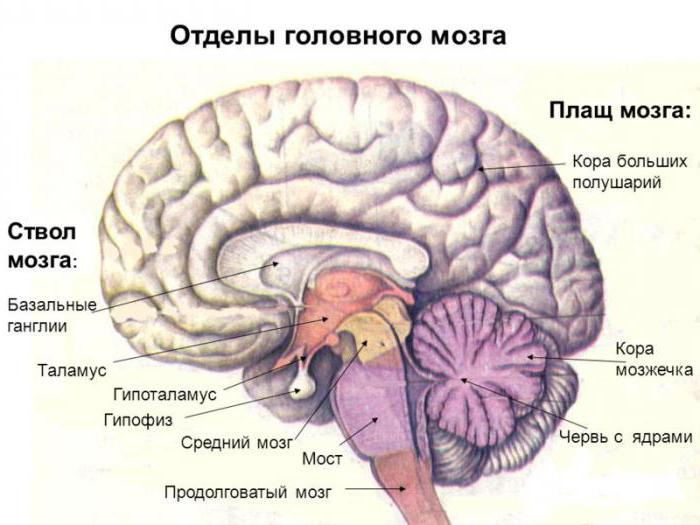 Отделы головного мозга
Плащ мозга:
Кора больших
полушарий
Ствол
мозга:
Базальные
ганглии
Таламус
Гипоталамус
Гипофиз
Средний мозг
Мост
Продолговатый мозг
Кора
мозжечка
Червь с ядрами